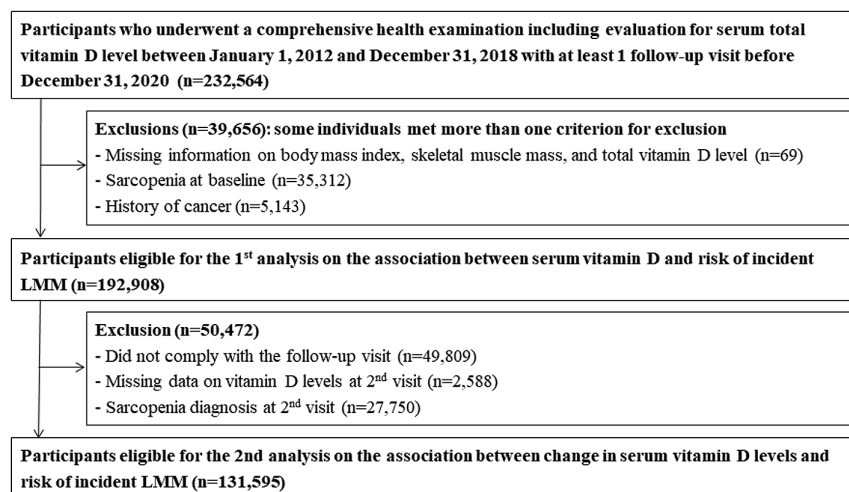 Participants who underwent a comprehensive health examination including evaluation for serum total
vitamin D level between January 1, 2012 and December 31, 2018 with at least 1 follow-up visit before
December 31, 2020 (n=232,564)
Exclusions (n=39,656): some individuals met more than one criterion for exclusion
- Missing information on body mass index, skeletal muscle mass, and total vitamin D level (n=69)
- Sarcopenia at baseline (n=35,312)
- History of cancer (n=5,143)
Participants eligible for the 1st analysis on the association between serum vitamin D and risk of incident
LMM (n=192,908)
Exclusion (n=50,472)
- Did not comply with the follow-up visit (n=49,809)
- Missing data on vitamin D levels at 2nd visit (n=2,588)
- Sarcopenia diagnosis at 2nd visit (n=27,750)
Participants eligible for the 2nd analysis on the association between change in serum vitamin D levels and
risk of incident LMM (n=131,595)